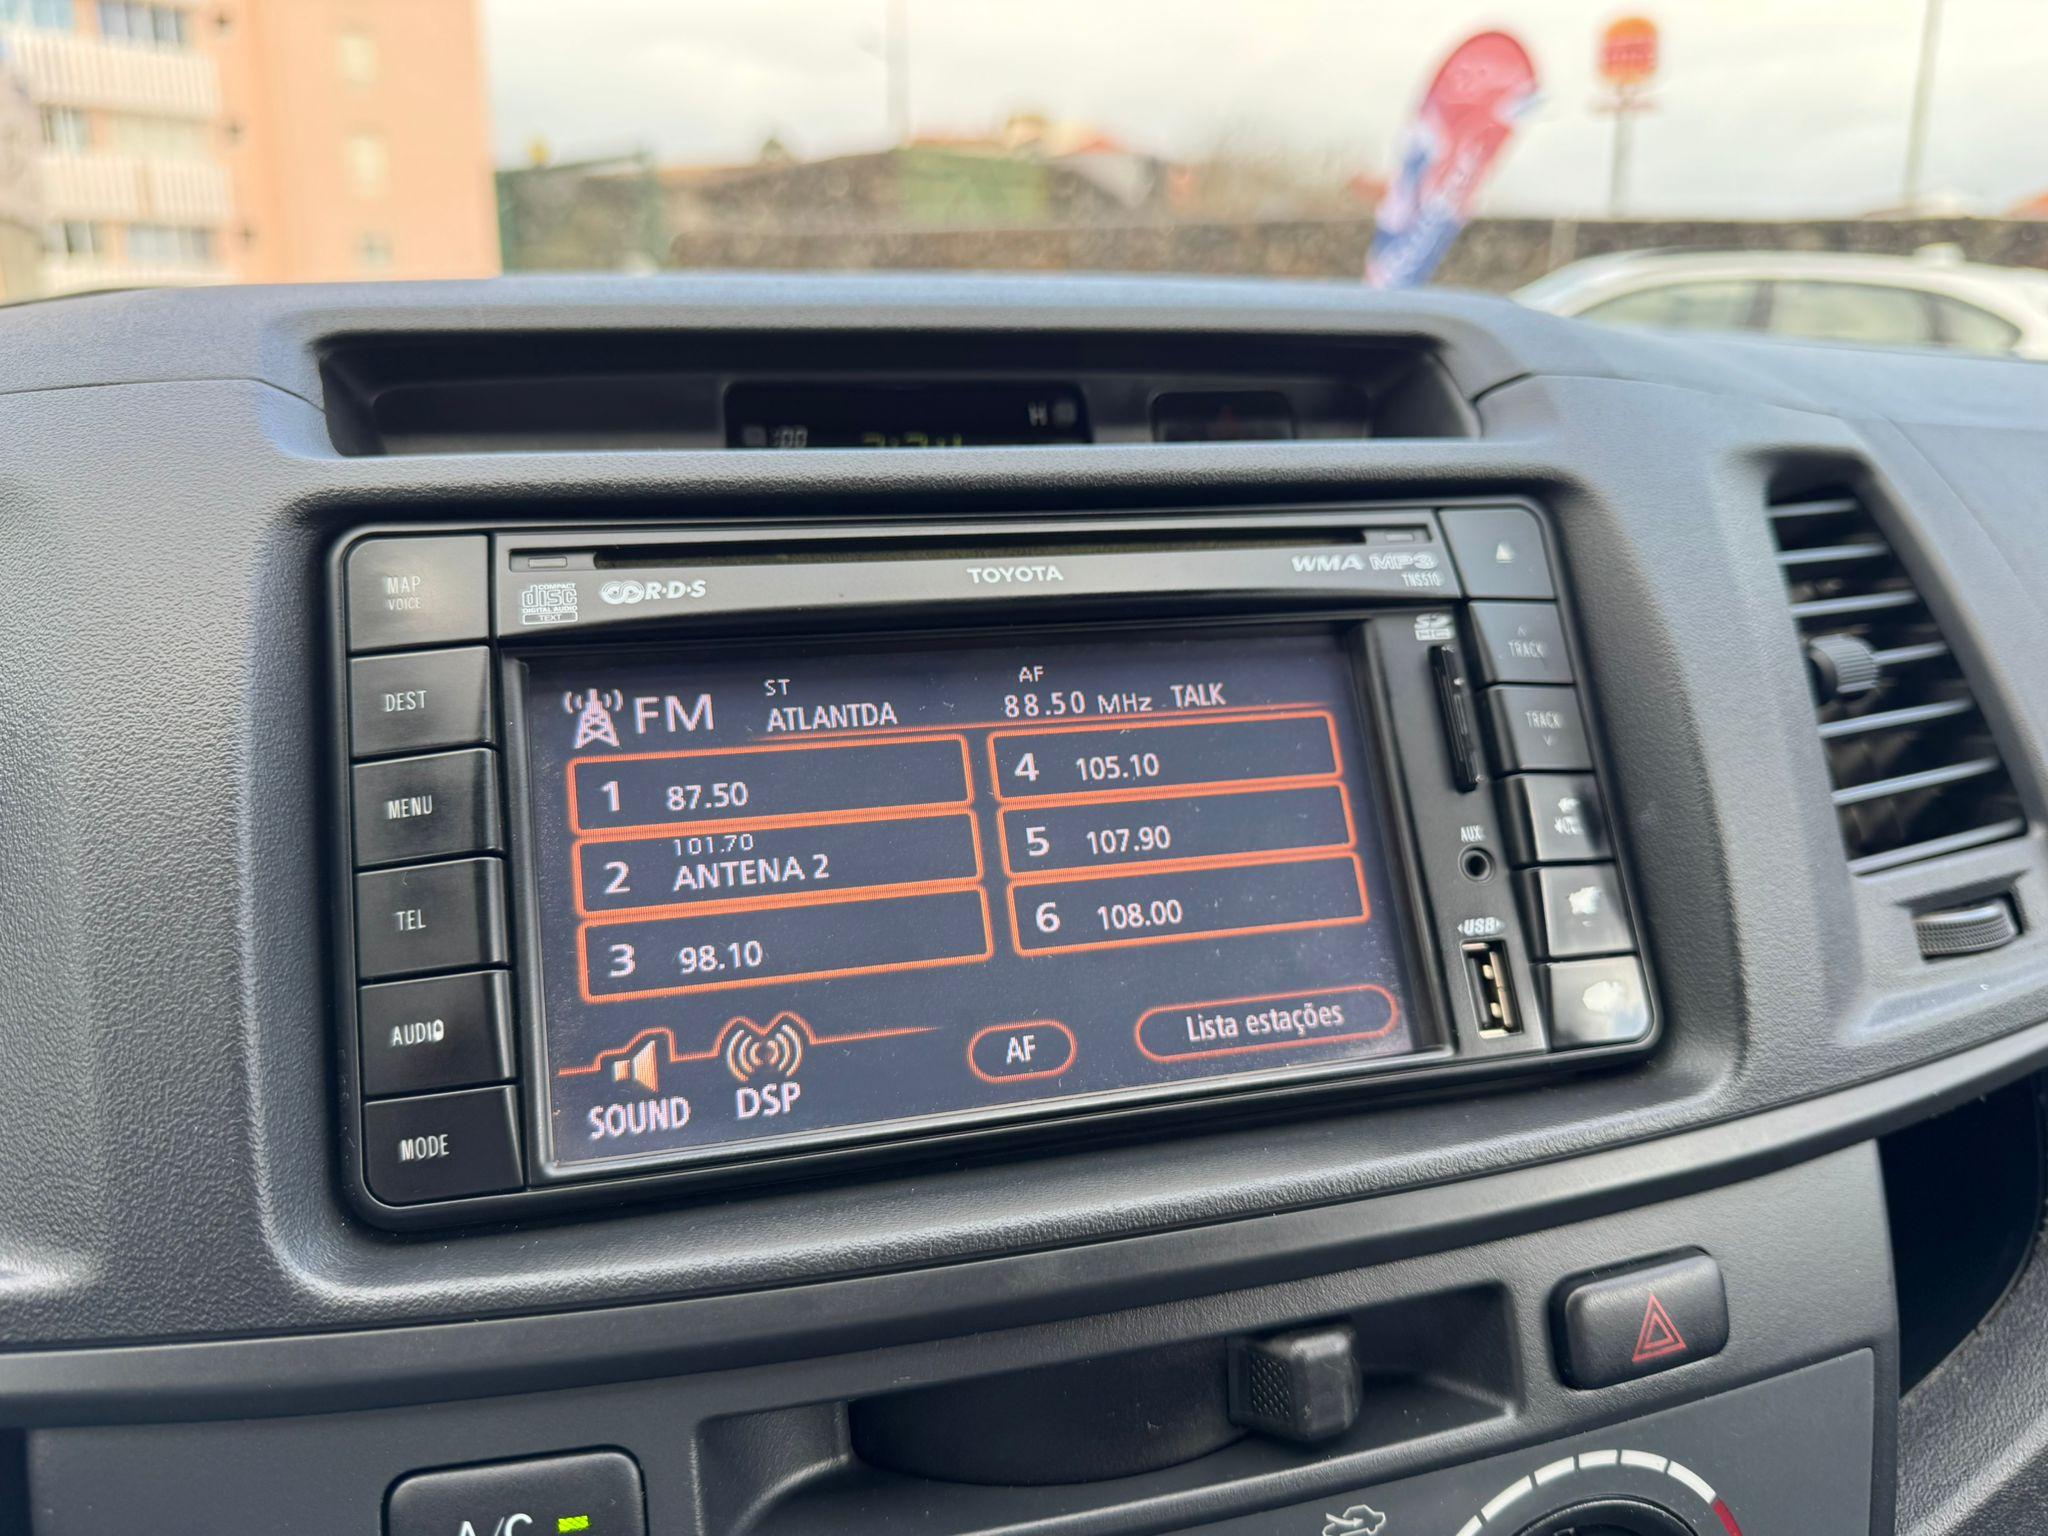 MAP
VOICE
DEST
MENU
TEL
AUDIO
MODE
COMPACT
disc
DIGITAL AUDIO
TEXT
R·D·S
TOYOTA
WMA MP3
TNS510
FM
ST
ATLANTDA
AF
88.50 MHz TALK
1 87.50
2 101.70
ANTENA 2
3 98.10
4 105.10
5 107.90
6 108.00
SOUND
DSP
AF
Lista estações
SD
HC
TRACK
TRACK
AUX
USB
H
A/C